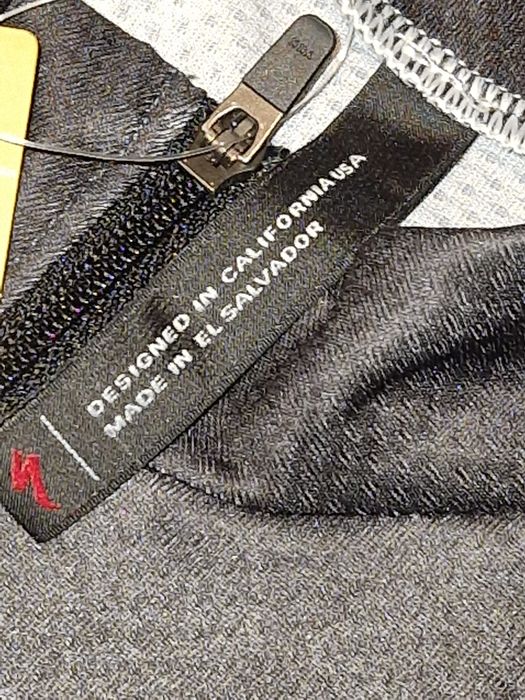 DESIGNED IN CALIFORNIA USA
MADE IN EL SALVADOR